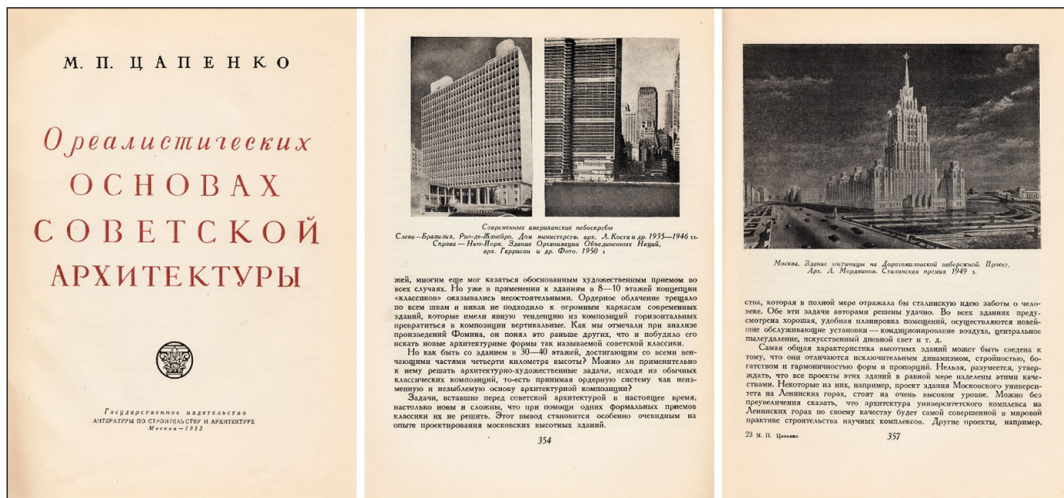 М. П. ЦАПЕНКО
О реалистических
ОСНОВАХ
СОВЕТСКОЙ
АРХИТЕКТУРЫ
Государственное издательство
ЛИТЕРАТУРЫ ПО СТРОИТЕЛЬСТВУ И АРХИТЕКТУРЕ
Москва—1952
Современные американские небоскребы
Слева—Бразилия. Рио-де-Жанейро. Дом министерств, арх. Л. Коста и др. 1935—1946 гг.
Справа—Нью-Йорк. Здание Организации Объединенных Наций,
арх. Гаррисон и др. Фото. 1950 г.
жей, многим еще мог казаться обоснованным художественным приемом во
всех случаях. Но уже в применении к зданиям в 8—10 этажей концепции
«классиков» оказывались несостоятельными. Ордерное облачение трещало
по всем швам и никак не подходило к огромным каркасам современных
зданий, которые имели явную тенденцию из композиций горизонтальных
превратиться в композиции вертикальные. Как мы отмечали при анализе
произведений Фомина, он понял это раньше других, что и побудило его
искать новые архитектурные формы так называемой советской классики.
Но как быть со зданием в 30—40 этажей, достигающим со всеми вен-
чающими частями четверти километра высоты? Можно ли применительно
к нему решать архитектурно-художественные задачи, исходя из обычных
классических композиций, то-есть принимая ордерную систему как неиз-
менную и незыблемую основу архитектурной композиции?
Задачи, вставшие перед советской архитектурой в настоящее время,
настолько новы и сложны, что при помощи одних формальных приемов
классики их не решить. Этот вывод становится особенно очевидным на
опыте проектирования московских высотных зданий.
354
Москва. Здание гостиницы на Дорогомиловской набережной. Проект.
Арх. Л. Мордвинов. Сталинская премия 1949 г.
ства, которая в полной мере отражала бы сталинскую идею заботы о чело-
веке. Обе эти задачи авторами решены удачно. Во всех зданиях преду-
смотрена хорошая, удобная планировка помещений, осуществляются новей-
шие обслуживающие установки — кондиционирование воздуха, центральное
пылеудаление, искусственный дневной свет и т. д.
Самая общая характеристика высотных зданий может быть сведена к
тому, что они отличаются исключительным динамизмом, стройностью, бо-
гатством и гармоничностью форм и пропорций. Нельзя, разумеется, утвер-
ждать, что все проекты этих зданий в равной мере наделены этими каче-
ствами. Некоторые из них, например, проект здания Московского универси-
тета на Ленинских горах, стоят на очень высоком уровне. Можно без
преувеличения сказать, что архитектура университетского комплекса на
Ленинских горах по своему качеству будет самой совершенной в мировой
практике строительства научных комплексов. Другие проекты, например,
23 М. П. Цапенко
357